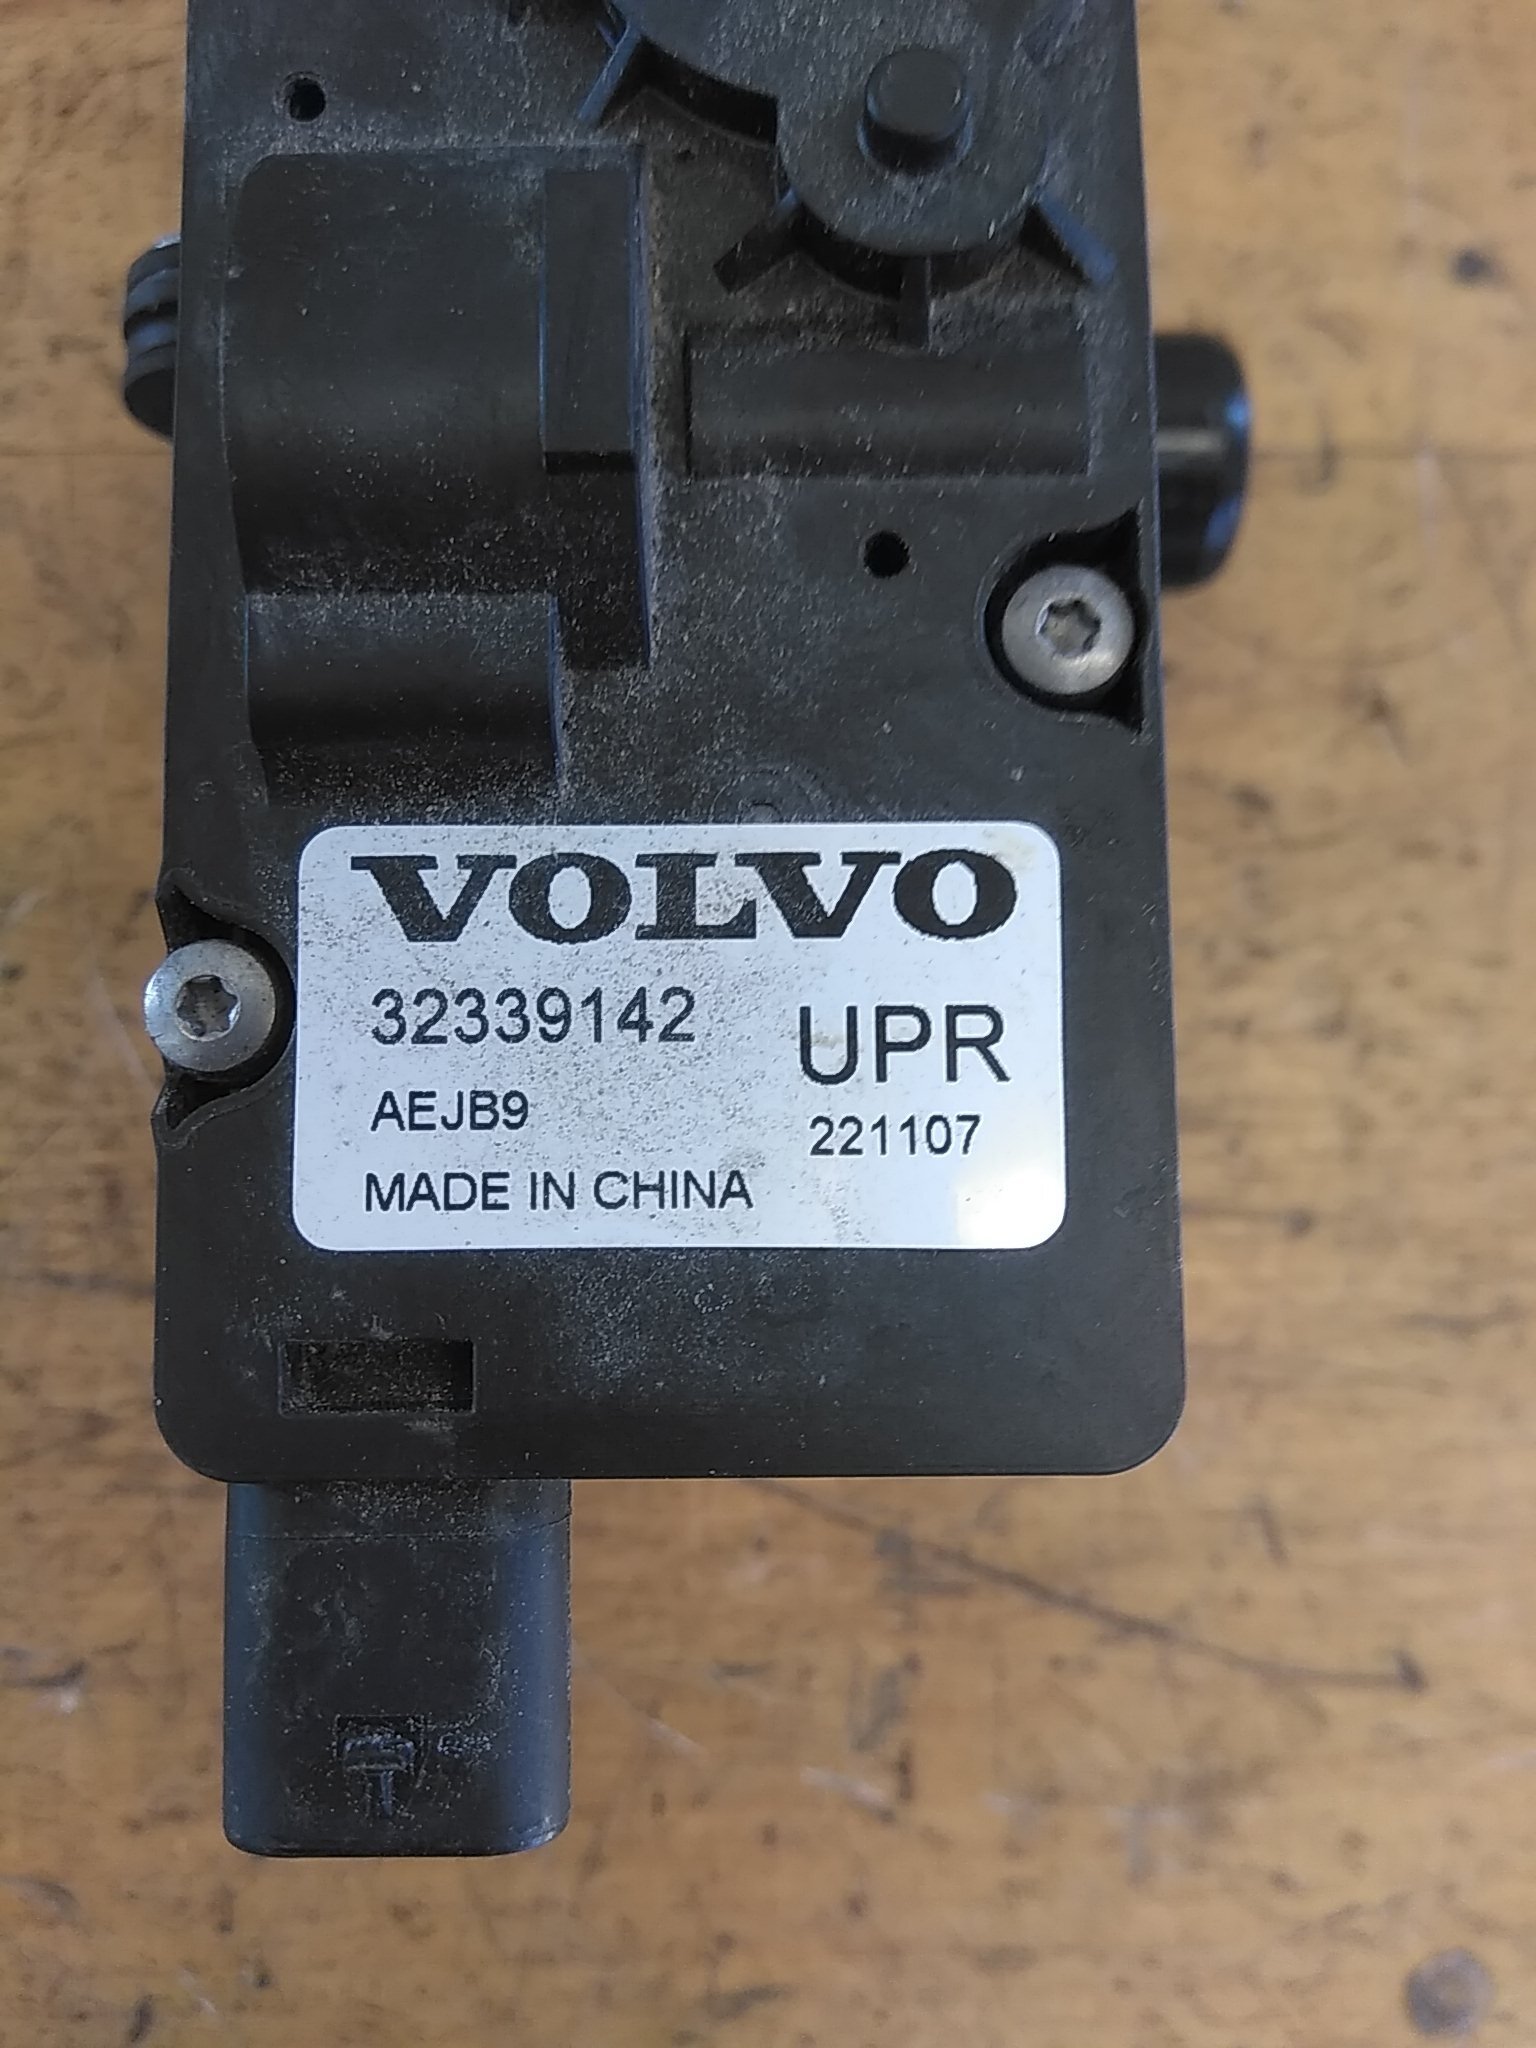 VOLVO
32339142
UPR
AEJB9
221107
MADE IN CHINA